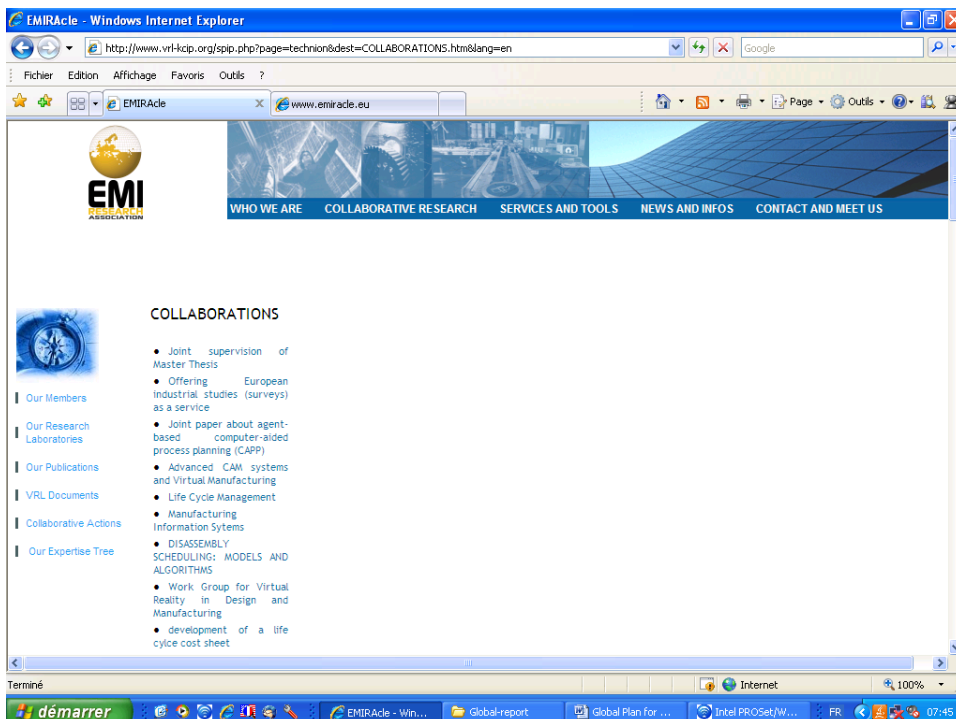 EMIRAcle - Windows Internet Explorer
http://www.vrl-kcip.org/spip.php?page=technion&dest=COLLABORATIONS.htm&lang=en
Google
Fichier Edition Affichage Favoris Outils ?
EMIRAcle
www.emiracle.eu
Page Outils
EMI
RESEARCH
ASSOCIATION
WHO WE ARE COLLABORATIVE RESEARCH SERVICES AND TOOLS NEWS AND INFOS CONTACT AND MEET US
Our Members
Our Research
Laboratories
Our Publications
VRL Documents
Collaborative Actions
Our Expertise Tree
COLLABORATIONS
• Joint supervision of
Master Thesis
• Offering European
industrial studies (surveys)
as a service
• Joint paper about agent-
based computer-aided
process planning (CAPP)
• Advanced CAM systems
and Virtual Manufacturing
• Life Cycle Management
• Manufacturing
Information Sytems
• DISASSEMBLY
SCHEDULING: MODELS AND
ALGORITHMS
• Work Group for Virtual
Reality in Design and
Manufacturing
• development of a life
cylce cost sheet
Terminé
Internet
100%
démarrer
EMIRAcle - Win...
Global-report
Global Plan for ...
Intel PROSet/W...
FR
07:45